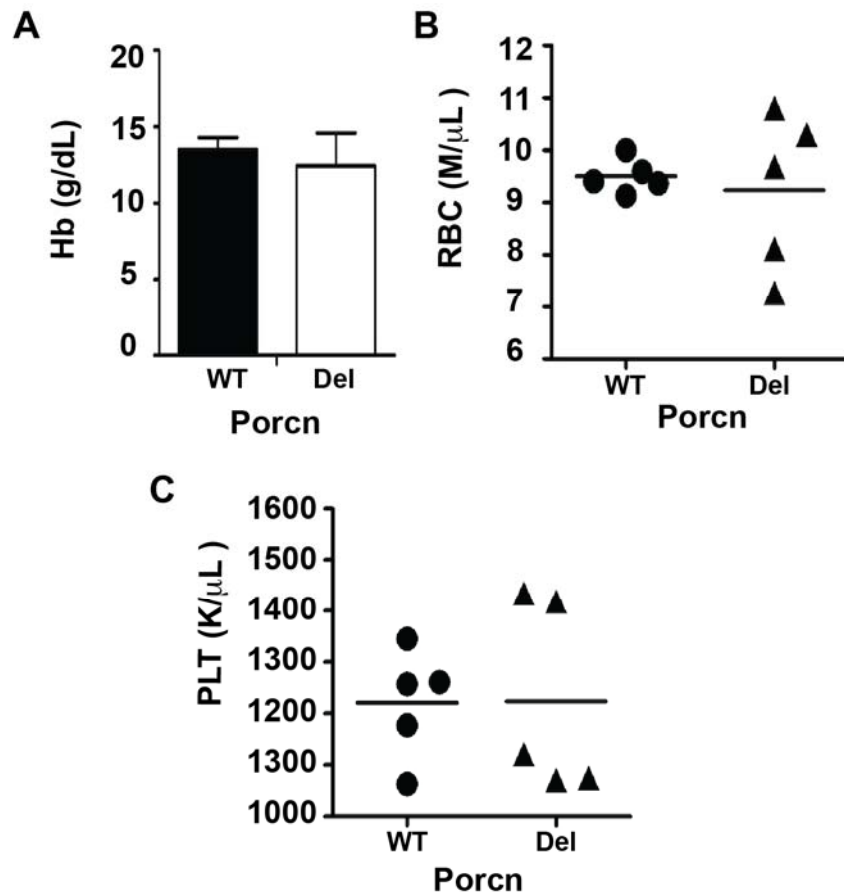 A
Hb (g/dL)
20
15
10
5
0
WT Del
Porcn
B
RBC (M/μL)
12
11
10
9
8
7
6
WT Del
Porcn
C
PLT (K/μL )
1600
1500
1400
1300
1200
1300
1000
WT Del
Porcn